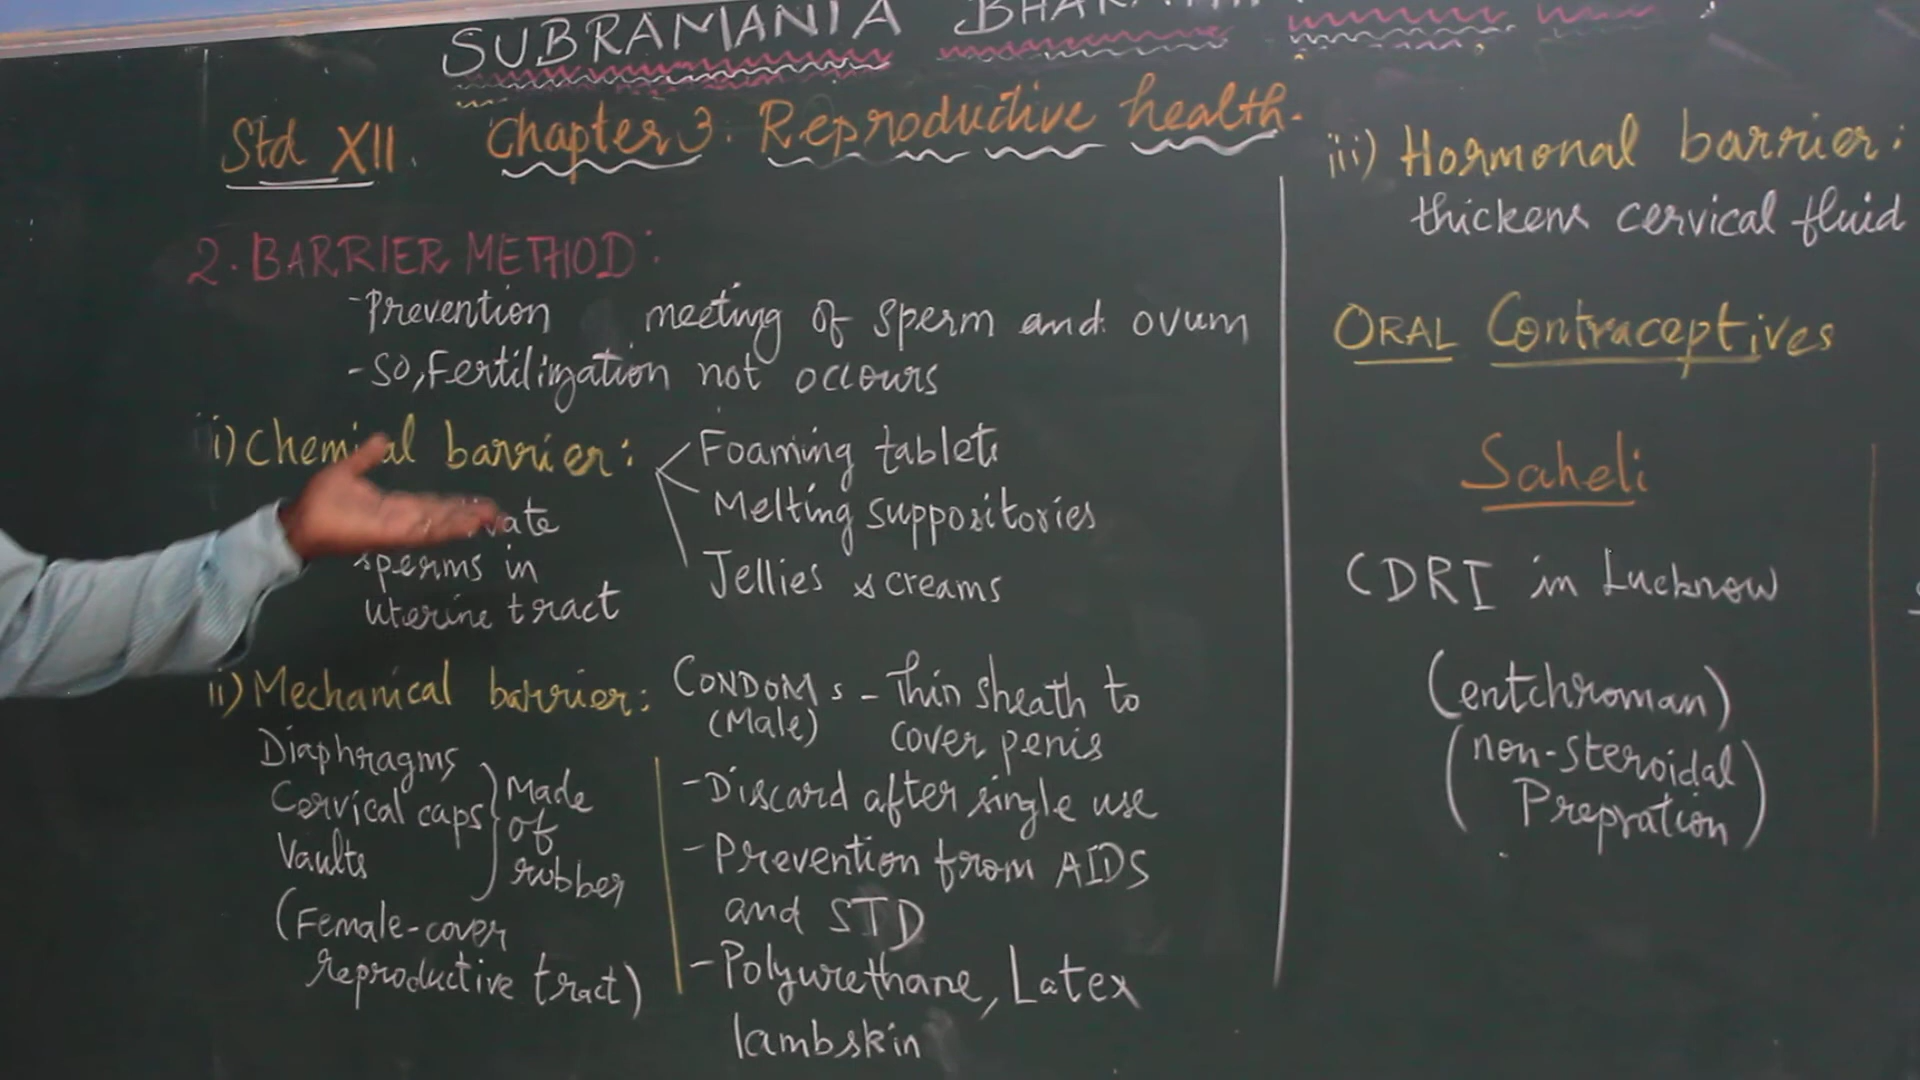 SUBRAMANIA
Std XII. Chapter 3. Reproductive health.
2. BARRIER METHOD:
-Prevention meeting of sperm and ovum
-So, Fertilization not occours
i) Chemical barrier:
sperms in
uterine tract
Foaming tablets
Melting suppositories
Jellies & creams
ii) Mechanical barrier:
Diaphragms
Cervical caps
Vaults
Made
of
rubber
(Female-cover
reproductive tract)
CONDOMs - Thin sheath to
(Male) cover penis
-Discard after single use
-Prevention from AIDS
and STD
-Polyurethane, Latex
lambskin
iii) Hormonal barrier:
thickens cervical fluid
ORAL Contraceptives
Saheli
CDRI in Lucknow
(entchroman)
(non-steroidal
Prepration)